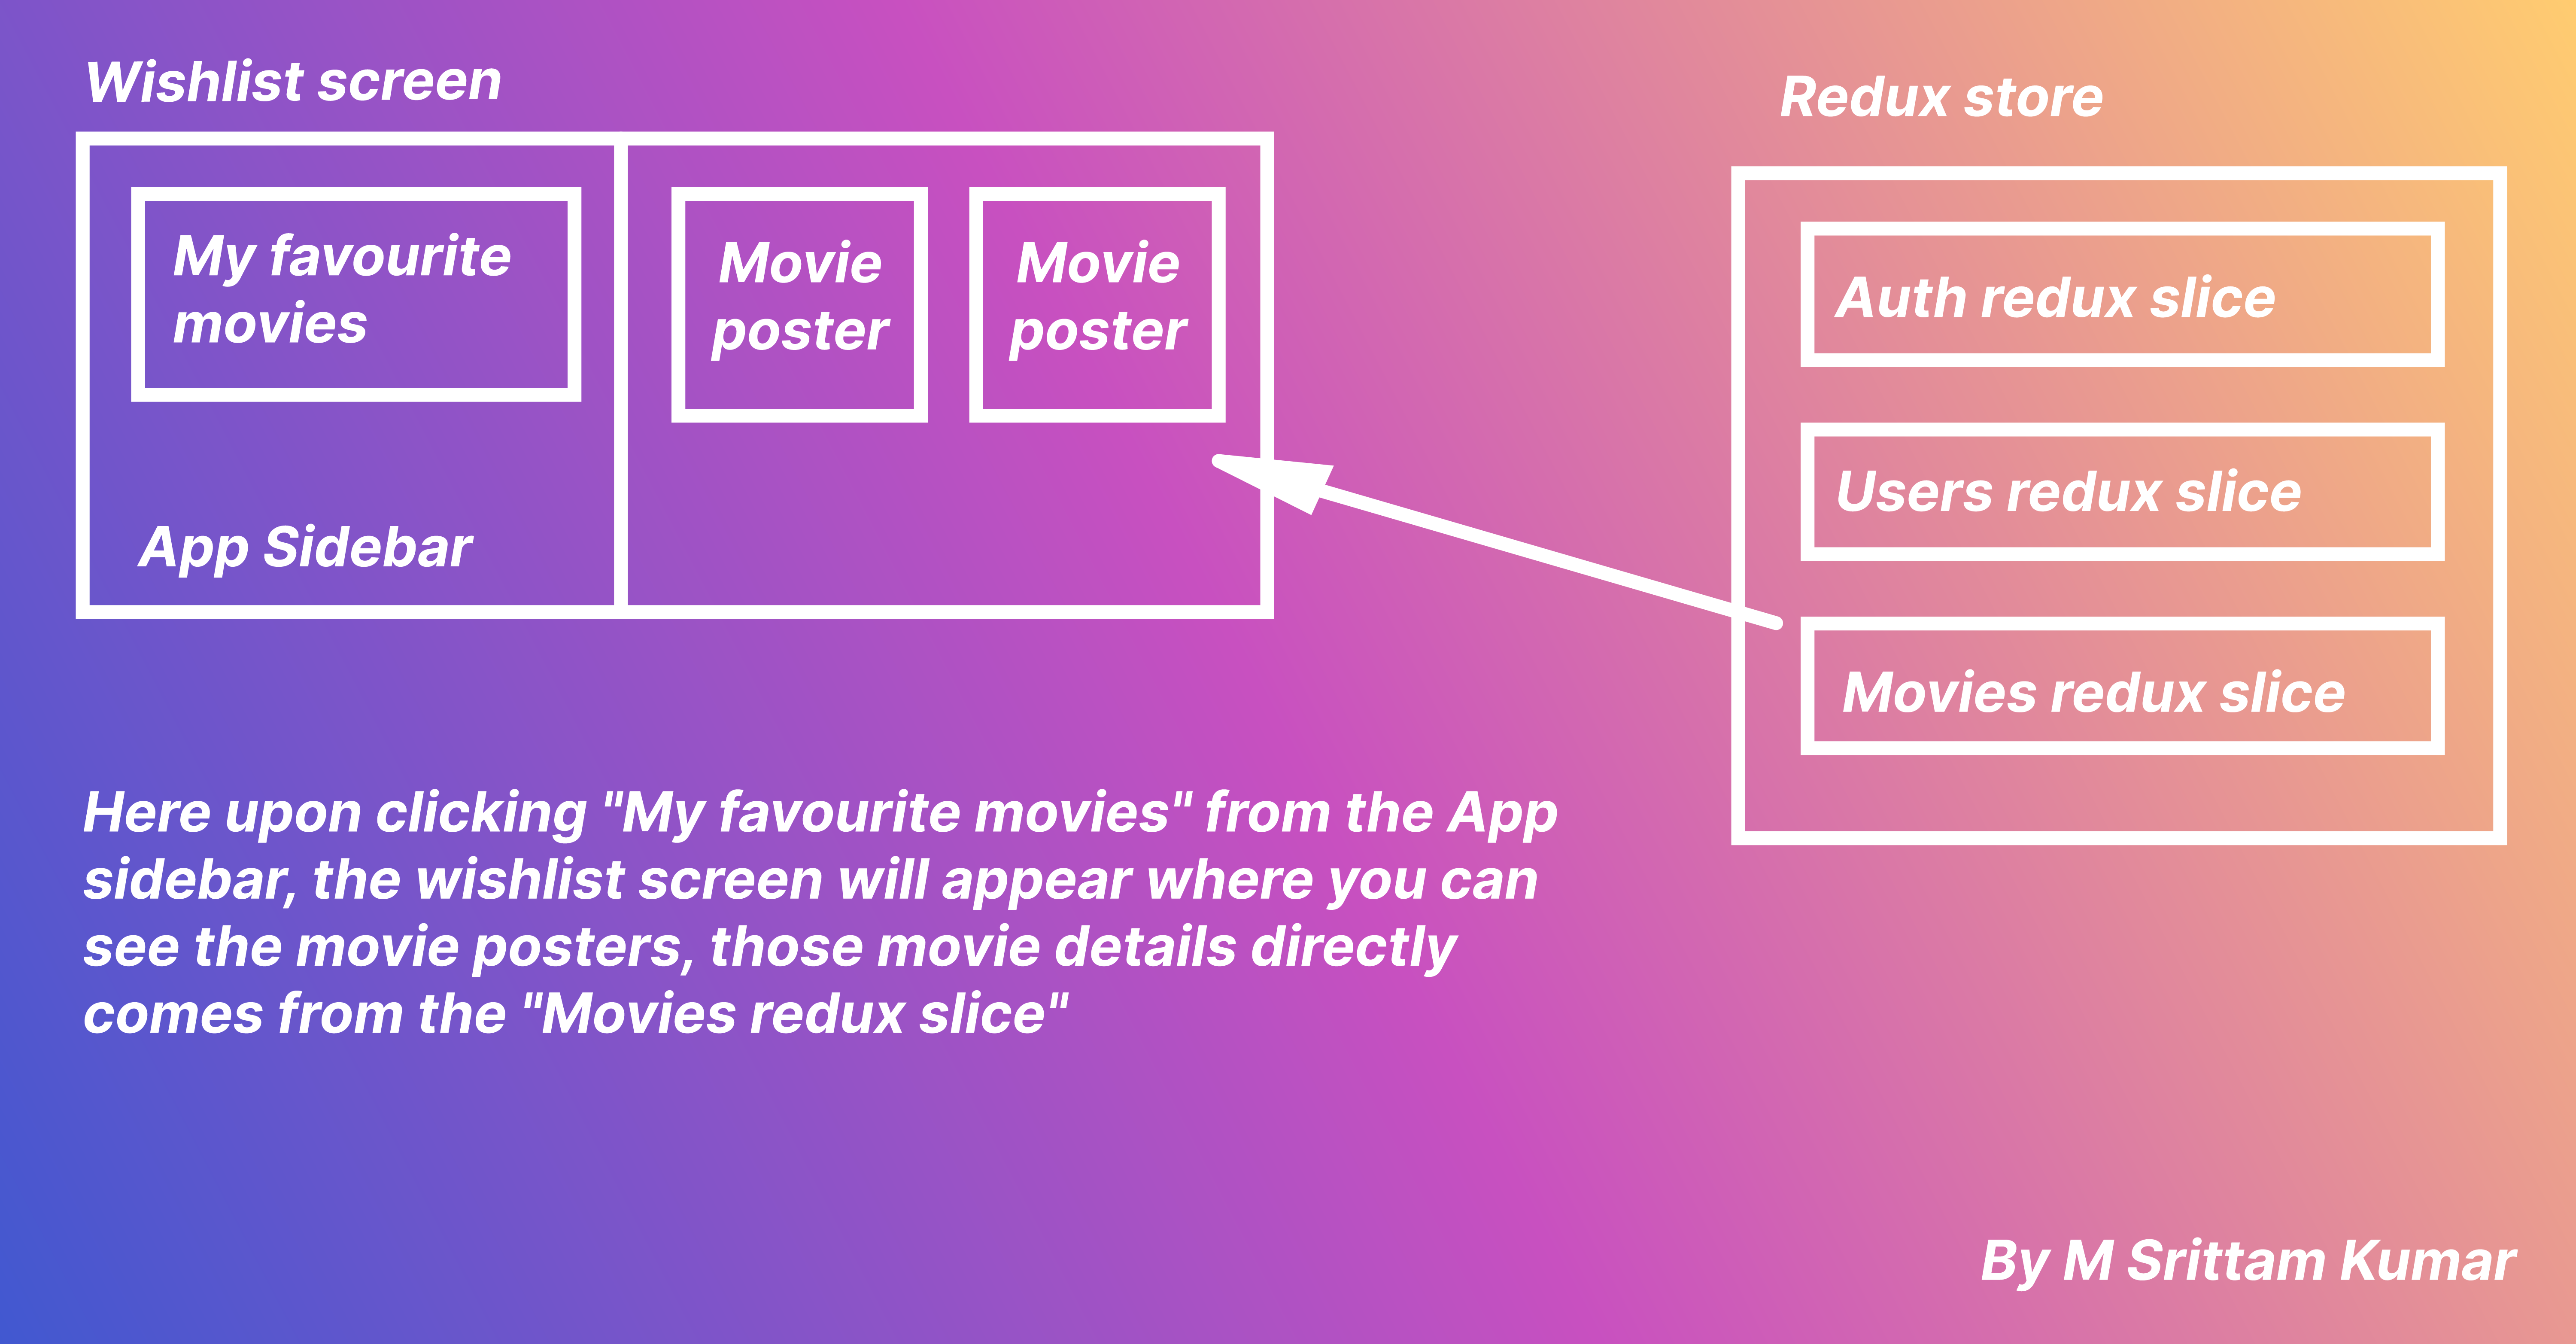 Wishlist screen
My favourite
movies
App Sidebar
Movie
poster
Movie
poster
Redux store
Auth redux slice
Users redux slice
Movies redux slice
Here upon clicking "My favourite movies" from the App
sidebar, the wishlist screen will appear where you can
see the movie posters, those movie details directly
comes from the "Movies redux slice"
By M Srittam Kumar